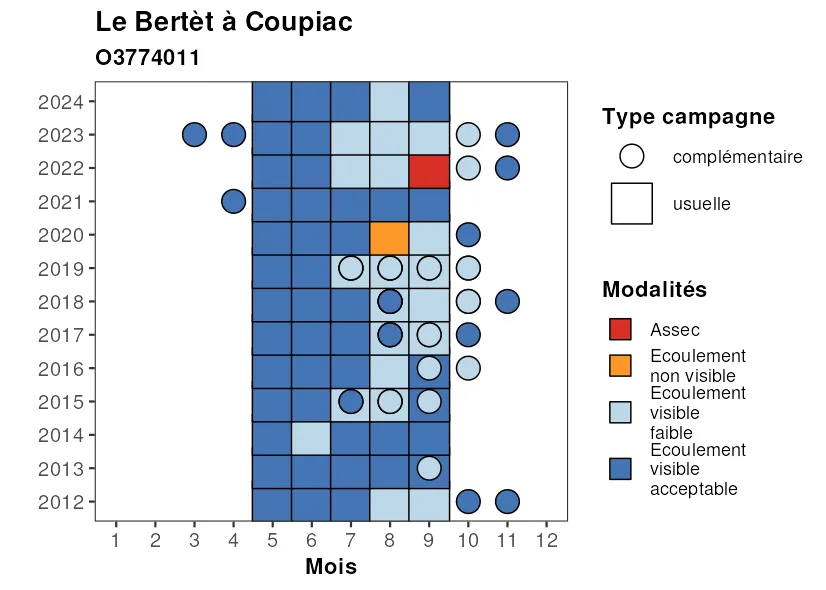 Le Bertèt à Coupiac
O3774011
2024
2023
2022
2021
2020
2019
2018
2017
2016
2015
2014
2013
2012
1 2 3 4 5 6 7 8 9 10 11 12
Mois
Type campagne
complémentaire
usuelle
Modalités
Assec
Ecoulement
non visible
Ecoulement
visible
faible
Ecoulement
visible
acceptable